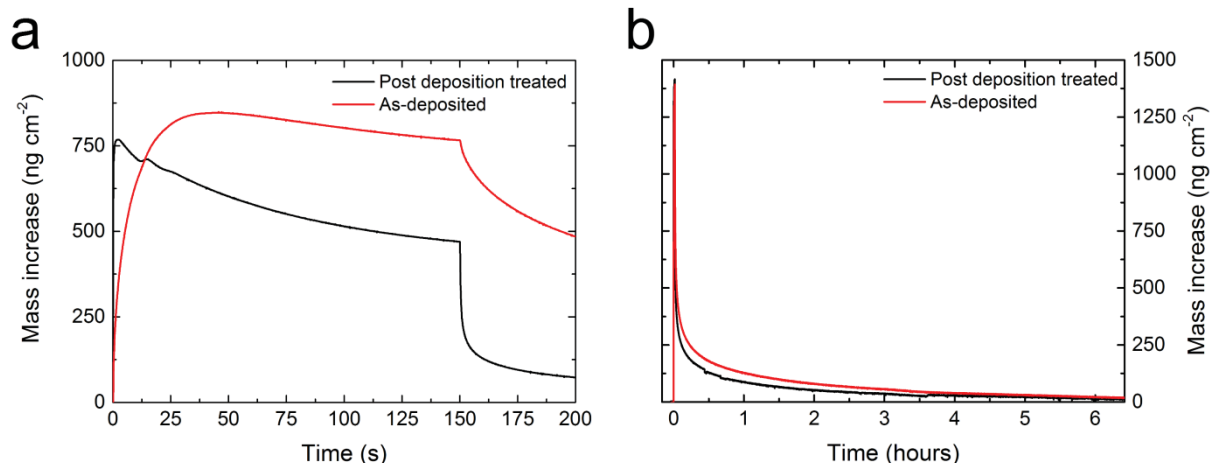 a
Mass increase (ng cm⁻²)
1000
750
500
250
0
Post deposition treated
As-deposited
0 25 50 75 100 125 150 175 200
Time (s)
b
Post deposition treated
As-deposited
1500
1250
1000
750
500
250
0
Mass increase (ng cm⁻²)
0 1 2 3 4 5 6
Time (hours)